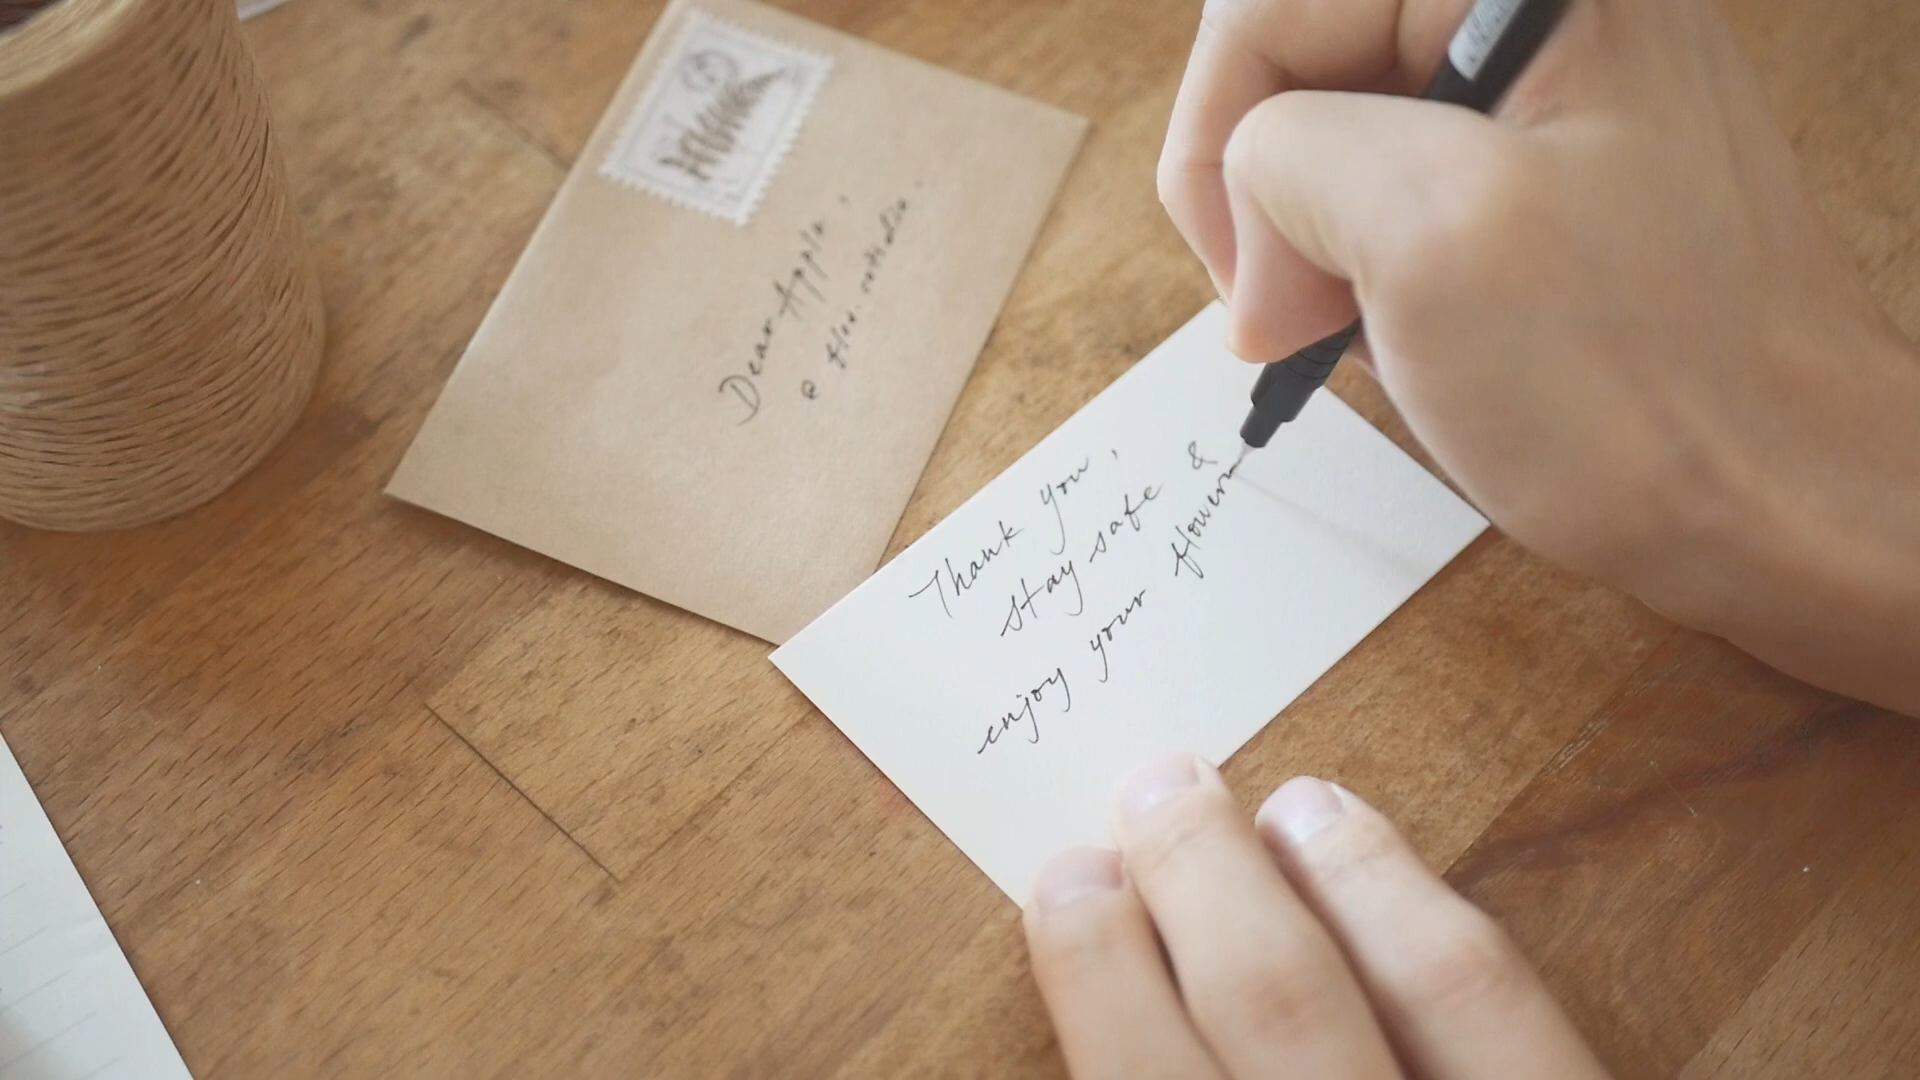 Dear Apple,
@
Thank you,
stay safe &
enjoy your flowers